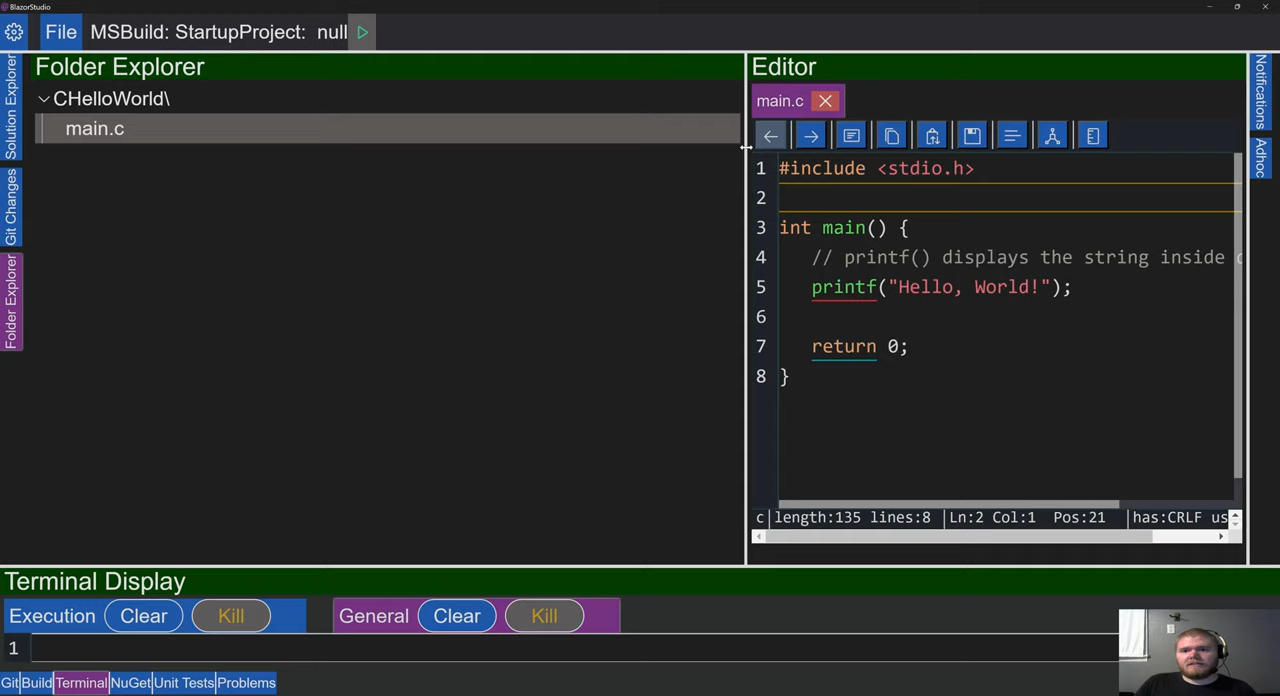 BlazorStudio
File MSBuild: StartupProject: null
Solution Explorer
Git Changes
Folder Explorer
Folder Explorer
CHelloWorld\
main.c
Editor
main.c
1 #include <stdio.h>
2
3 int main() {
4 // printf() displays the string inside
5 printf("Hello, World!");
6
7 return 0;
8 }
c length:135 lines:8 Ln:2 Col:1 Pos:21 has:CRLF us
Notifications
Adhoc
Terminal Display
Execution Clear Kill General Clear Kill
1
Git Build Terminal NuGet Unit Tests Problems